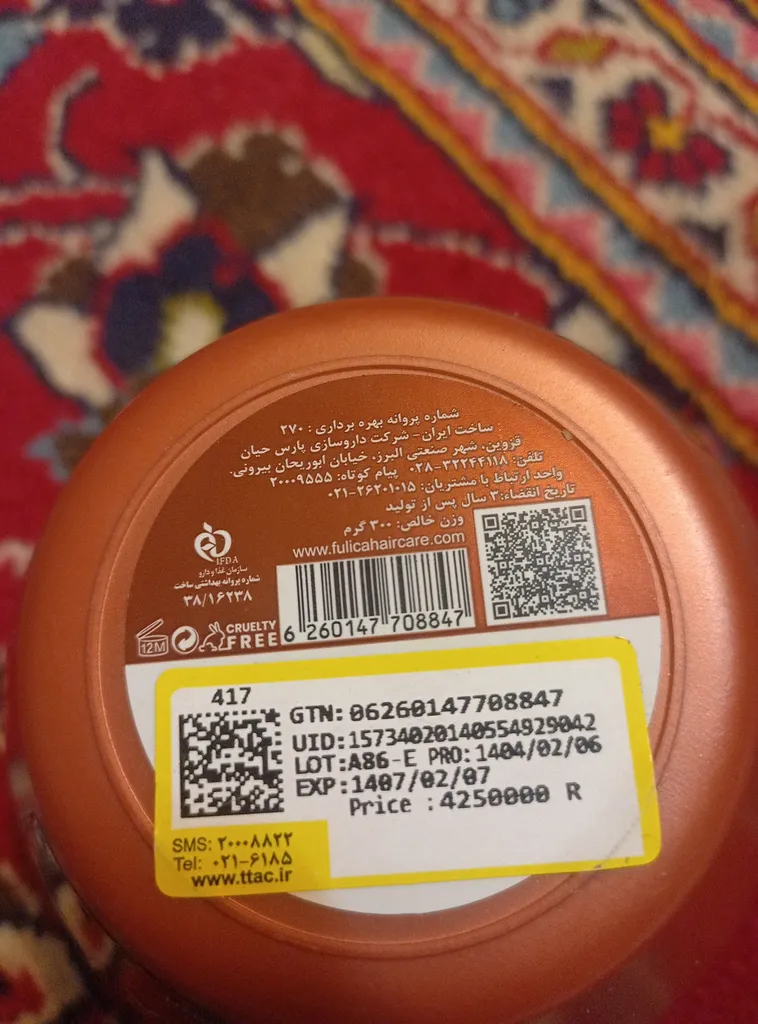 شماره پروانه بهره برداری : ۲۷۰
ساخت ایران- شرکت داروسازی پارس حیان
قزوین، شهر صنعتی البرز، خیابان ابوریحان بیرونی.
تلفن: ۳۲۲۴۴۱۱۸-۰۲۸ پیام کوتاه: ۲۰۰۰۹۵۵۵
واحد ارتباط با مشتریان: ۲۶۲۰۱۰۱۵-۰۲۱
تاریخ انقضاء:۳ سال پس از تولید
وزن خالص: ۳۰۰ گرم
www.fulicahaircare.com
IFDA
سازمان غذا و دارو
شماره پروانه بهداشتی ساخت
۳۸/۱۶۲۳۸
12M
CRUELTY
FREE
6 260147 708847
417
GTN: 06260147708847
UID:15734020140554929042
LOT:A86-E PRO:1404/02/06
EXP:1407/02/07
Price :4250000 R
SMS: ۲۰۰۰۸۸۲۲
Tel: ۰۲۱-۶۱۸۵
www.ttac.ir